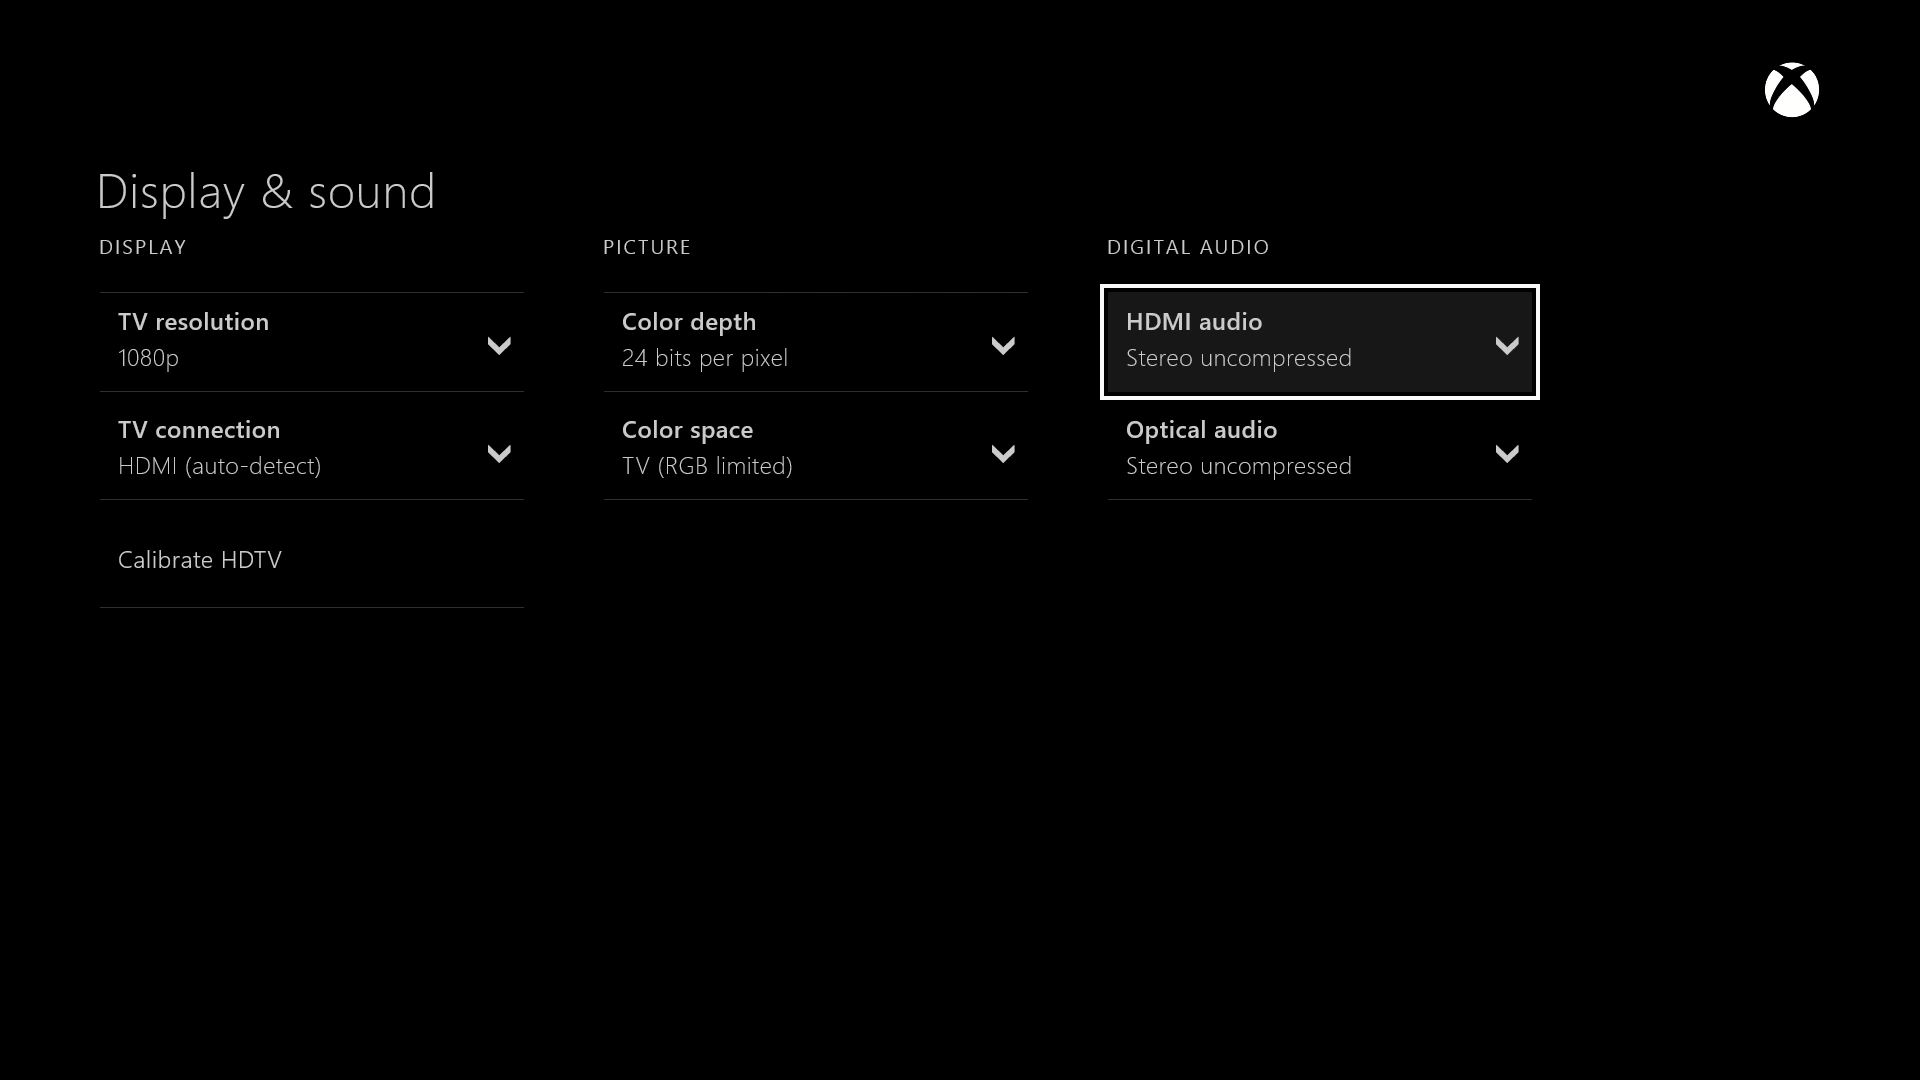 Display & sound
DISPLAY
TV resolution
1080p
TV connection
HDMI (auto-detect)
Calibrate HDTV
PICTURE
Color depth
24 bits per pixel
Color space
TV (RGB limited)
DIGITAL AUDIO
HDMI audio
Stereo uncompressed
Optical audio
Stereo uncompressed